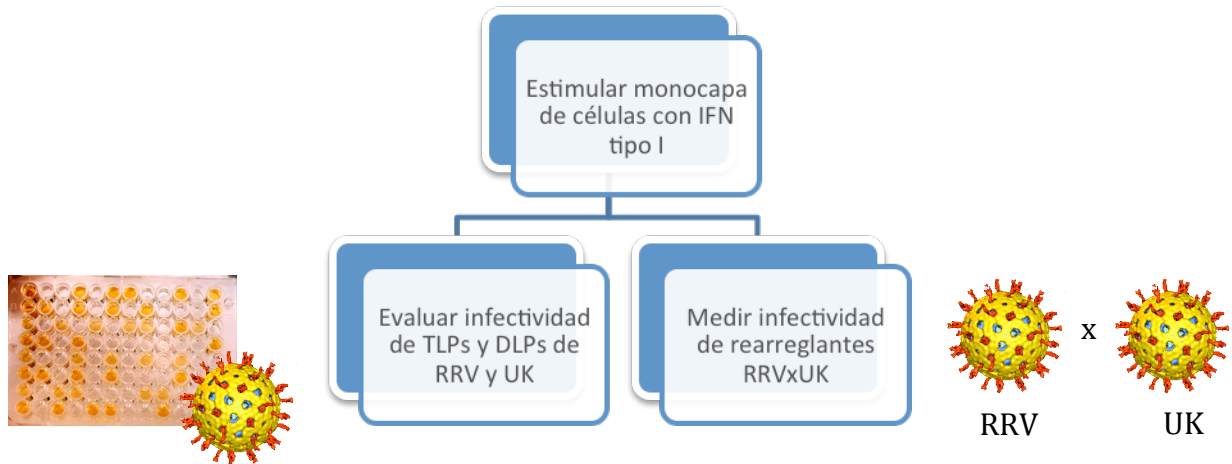 Estimular monocapa
de células con IFN
tipo I
Evaluar infectividad
de TLPs y DLPs de
RRV y UK
Medir infectividad
de rearreglantes
RRVxUK
x
RRV
UK